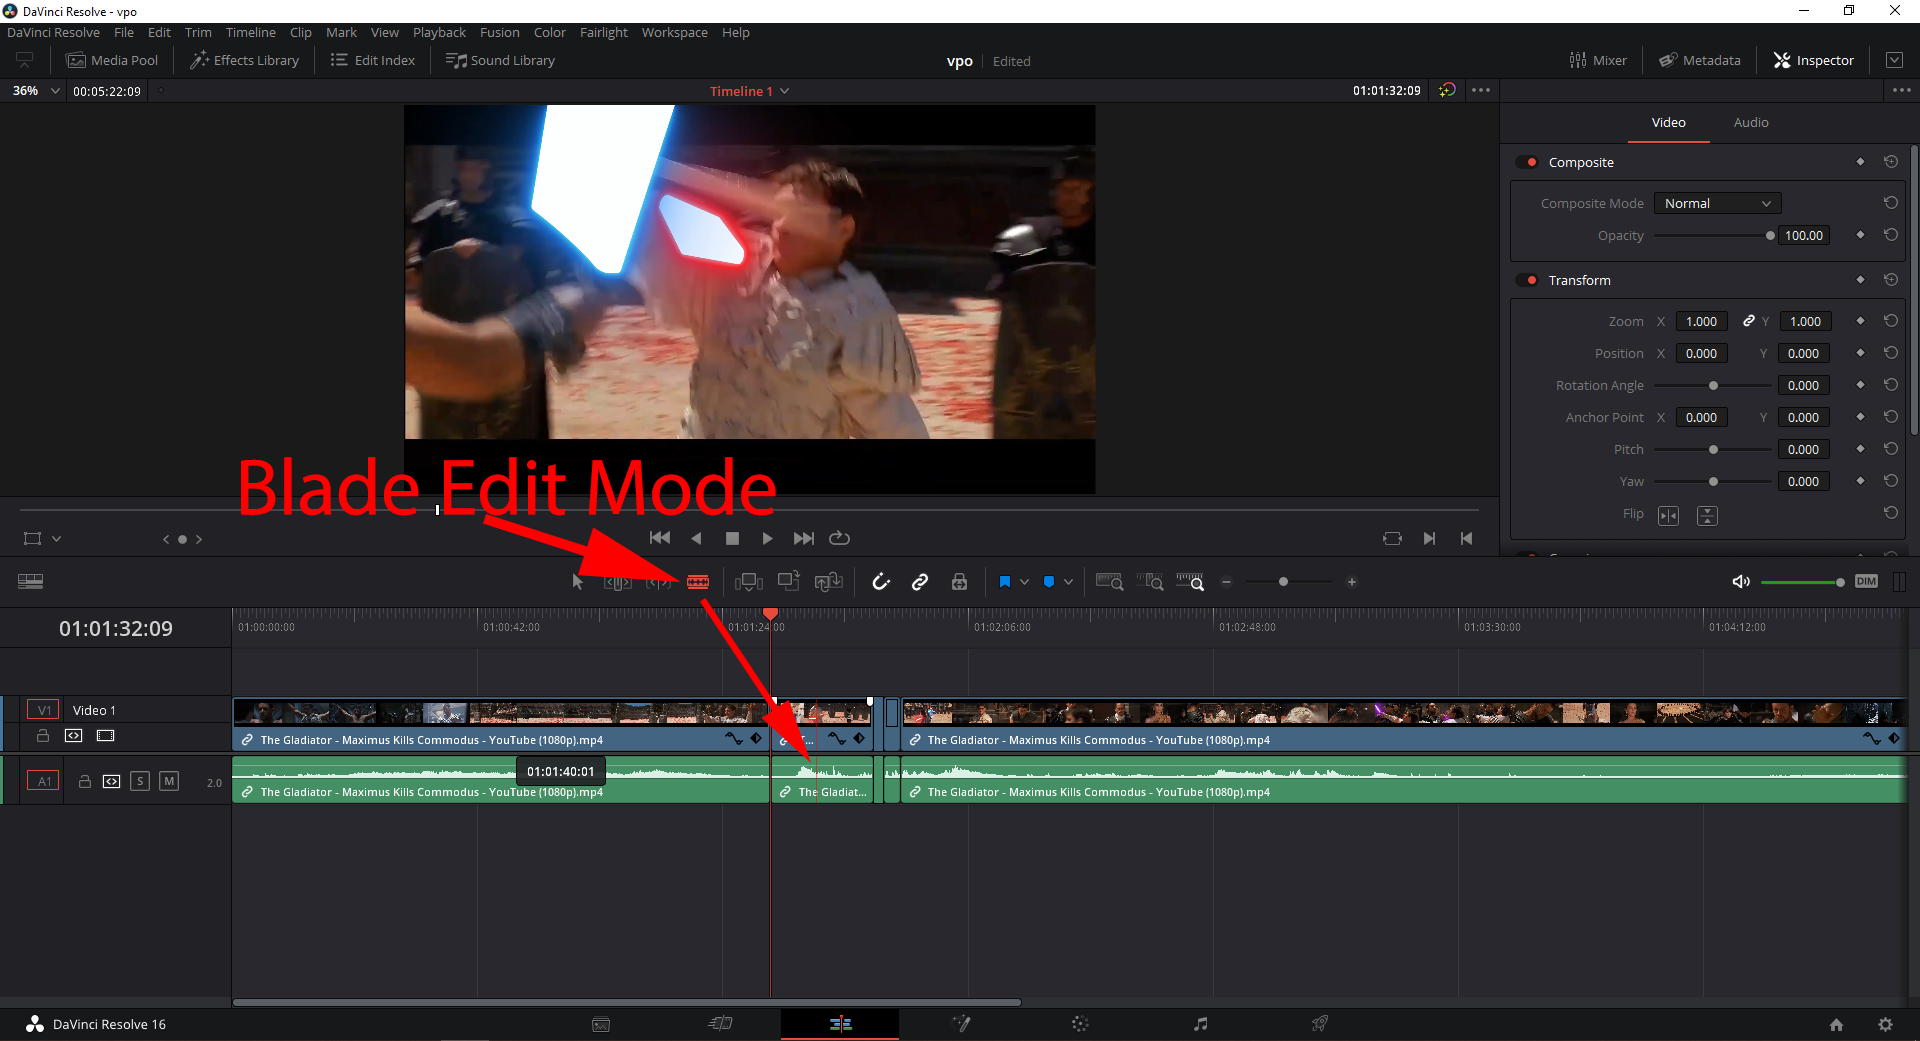 DaVinci Resolve - vpo
DaVinci Resolve File Edit Trim Timeline Clip Mark View Playback Fusion Color Fairlight Workspace Help
Media Pool Effects Library Edit Index Sound Library vpo Edited Mixer Metadata Inspector
36% 00:05:22:09 Timeline 1 01:01:32:09
Video Audio
Composite
Composite Mode Normal
Opacity 100.00
Transform
Zoom X 1.000 Y 1.000
Position X 0.000 Y 0.000
Rotation Angle 0.000
Anchor Point X 0.000 Y 0.000
Pitch 0.000
Yaw 0.000
Flip
Blade Edit Mode
DIM
01:01:32:09
01:00:00:00 01:00:42:00 01:01:24:00 01:02:06:00 01:02:48:00 01:03:30:00 01:04:12:00
V1 Video 1
The Gladiator - Maximus Kills Commodus - YouTube (1080p).mp4
The Gladiator - Maximus Kills Commodus - YouTube (1080p).mp4
01:01:40:01
A1 S M 2.0
The Gladiator - Maximus Kills Commodus - YouTube (1080p).mp4
The Gladiat...
The Gladiator - Maximus Kills Commodus - YouTube (1080p).mp4
DaVinci Resolve 16